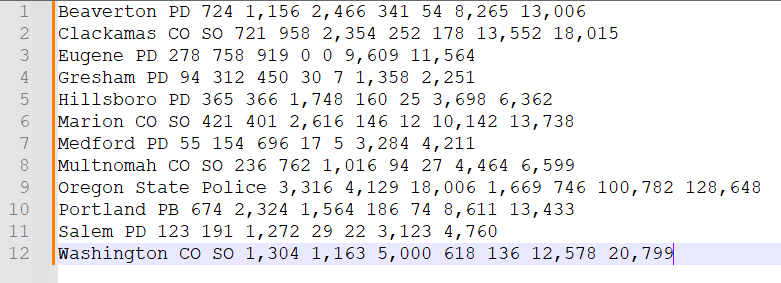 1 Beaverton PD 724 1,156 2,466 341 54 8,265 13,006
2 Clackamas CO SO 721 958 2,354 252 178 13,552 18,015
3 Eugene PD 278 758 919 0 0 9,609 11,564
4 Gresham PD 94 312 450 30 7 1,358 2,251
5 Hillsboro PD 365 366 1,748 160 25 3,698 6,362
6 Marion CO SO 421 401 2,616 146 12 10,142 13,738
7 Medford PD 55 154 696 17 5 3,284 4,211
8 Multnomah CO SO 236 762 1,016 94 27 4,464 6,599
9 Oregon State Police 3,316 4,129 18,006 1,669 746 100,782 128,648
10 Portland PB 674 2,324 1,564 186 74 8,611 13,433
11 Salem PD 123 191 1,272 29 22 3,123 4,760
12 Washington CO SO 1,304 1,163 5,000 618 136 12,578 20,799